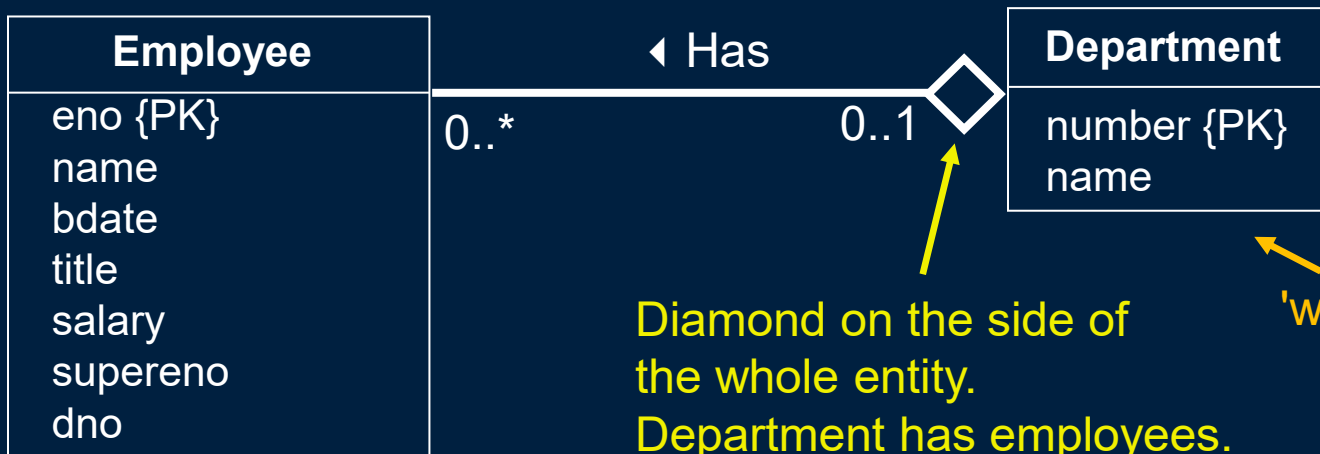 Employee
eno {PK}
name
bdate
title
salary
supereno
dno
◀ Has
0..*
0..1
Department
number {PK}
name
Diamond on the side of
the whole entity.
Department has employees.